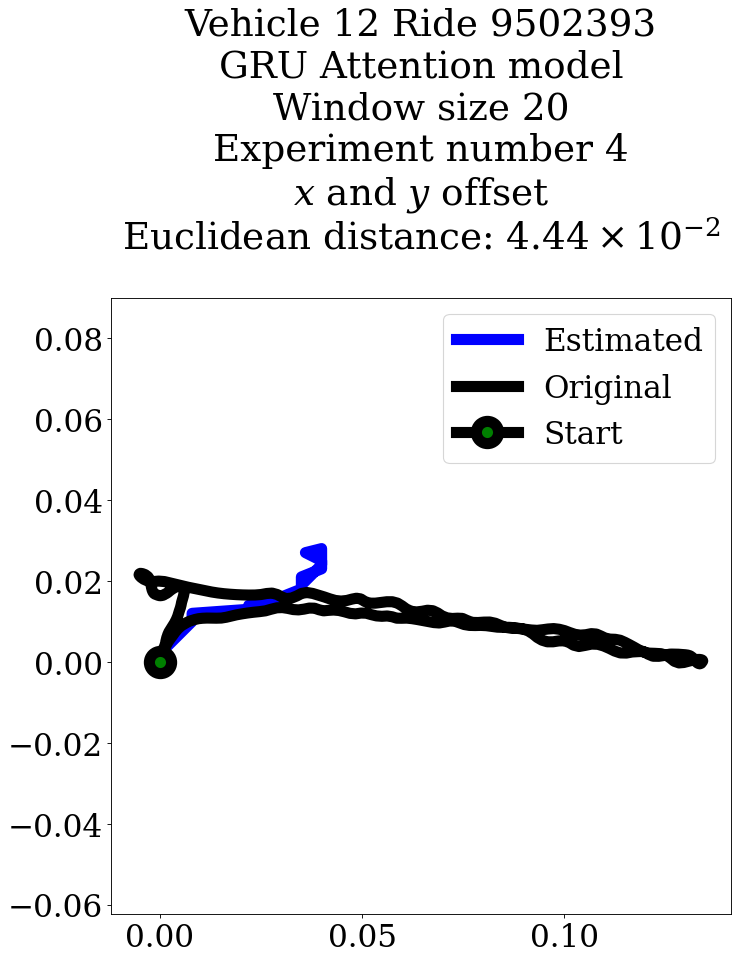 Vehicle 12 Ride 9502393
GRU Attention model
Window size 20
Experiment number 4
x and y offset
Euclidean distance: 4.44 × 10⁻²
Estimated
Original
Start
0.08
0.06
0.04
0.02
0.00
−0.02
−0.04
−0.06
0.00 0.05 0.10